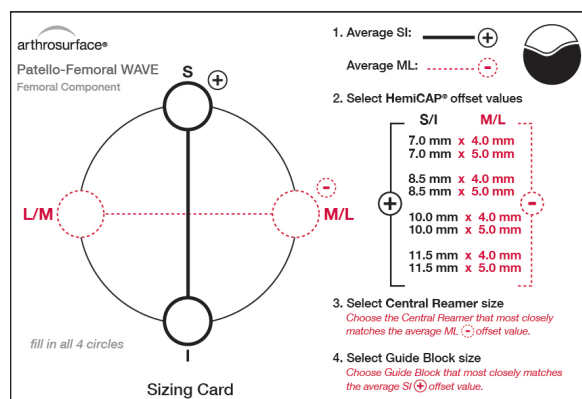 arthrosurface®
Patello-Femoral WAVE
Femoral Component
S
+
L/M
-
M/L
I
fill in all 4 circles
Sizing Card
1. Average SI: +
Average ML: -
2. Select HemiCAP® offset values
S/I M/L
7.0 mm x 4.0 mm
7.0 mm x 5.0 mm
8.5 mm x 4.0 mm
8.5 mm x 5.0 mm
+
-
10.0 mm x 4.0 mm
10.0 mm x 5.0 mm
11.5 mm x 4.0 mm
11.5 mm x 5.0 mm
3. Select Central Reamer size
Choose the Central Reamer that most closely
matches the average ML - offset value.
4. Select Guide Block size
Choose Guide Block that most closely matches
the average SI + offset value.